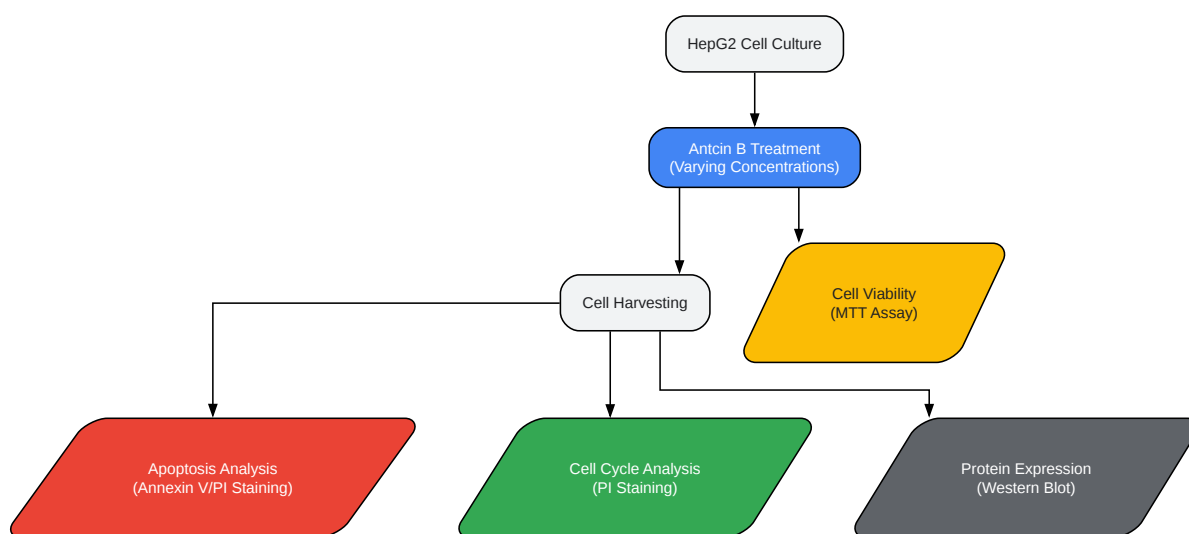 HepG2 Cell Culture
Antcin B Treatment
(Varying Concentrations)
Cell Viability
(MTT Assay)
Cell Harvesting
Apoptosis Analysis
(Annexin V/PI Staining)
Cell Cycle Analysis
(PI Staining)
Protein Expression
(Western Blot)